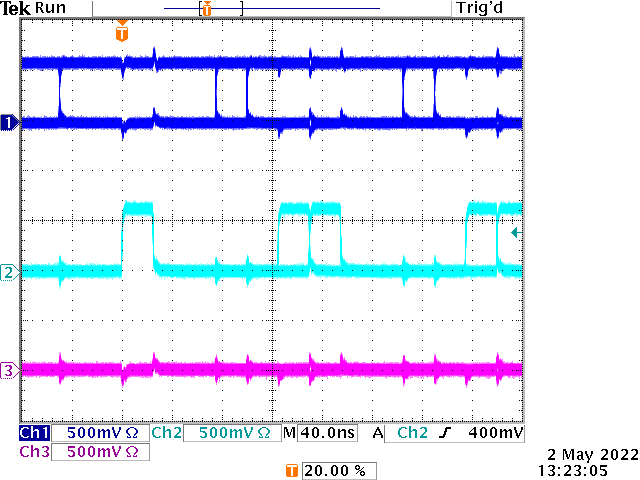 Tek Run Trig'd
T
T
1
2
3
Ch1 500mV Ω Ch2 500mV Ω M 40.0ns A Ch2 400mV
Ch3 500mV Ω
T 20.00 %
2 May 2022
13:23:05